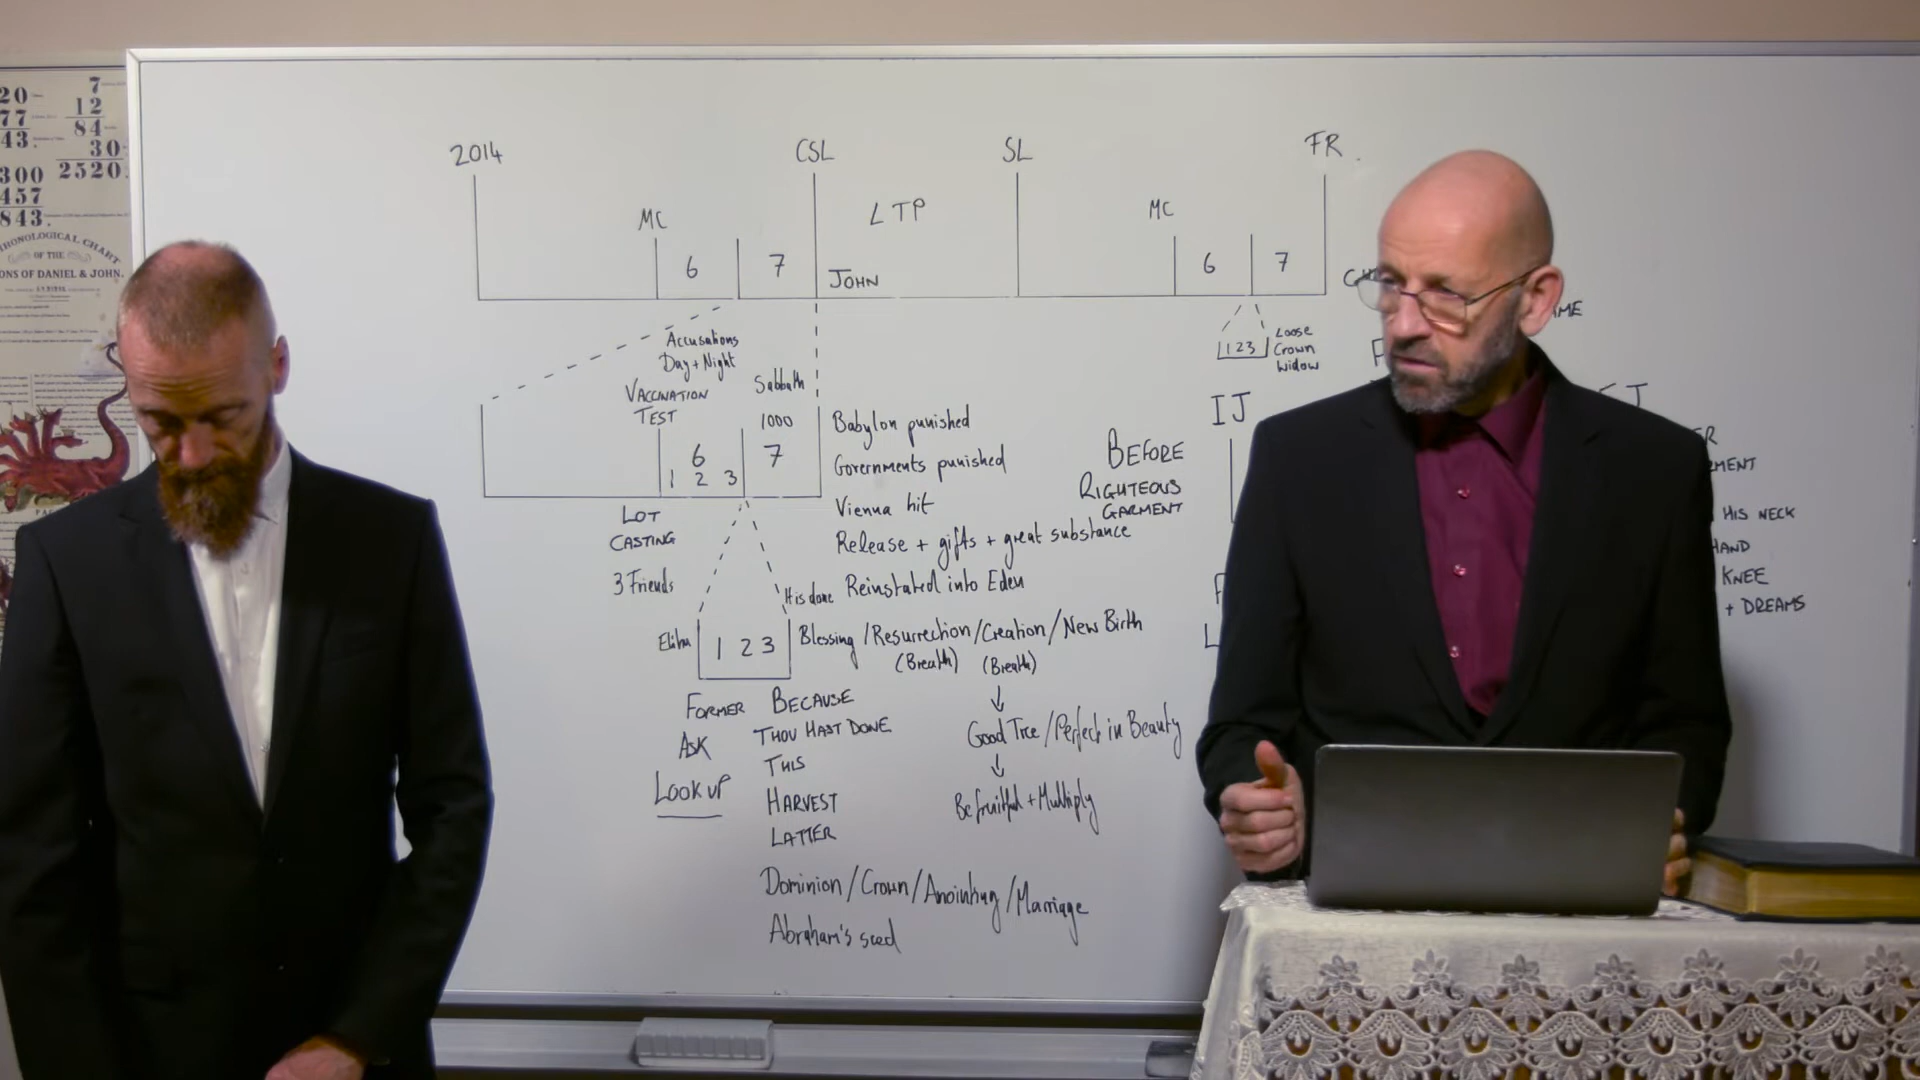 20
77
43.
300
457
843.
7
12
84
30
2520.
CHRONOLOGICAL CHART
OF THE
ONS OF DANIEL & JOHN.
2014
CSL
SL
FR.
MC
LTP
MC
6
7
JOHN
6
7
Accusations
Day + Night
VACCINATION
TEST
Sabbath
1000
6
7
1 2 3
123
Loose
Crown
Widow
LOT
CASTING
3 Friends
Babylon punished
Governments punished
Vienna hit
Release + gifts + great substance
Reinstated into Eden
His done
Elihu
1 2 3
Blessing / Resurrection / Creation / New Birth
(Breath) (Breath)
↓
Good Tree / Perfect in Beauty
↓
Be fruitful + Multiply
FORMER
ASK
LOOK UP
BECAUSE
THOU HAST DONE
THIS
HARVEST
LATTER
Dominion / Crown / Anointing / Marriage
Abraham's seed
IJ
BEFORE
RIGHTEOUS
GARMENT
HIS NECK
KNEE
+ DREAMS